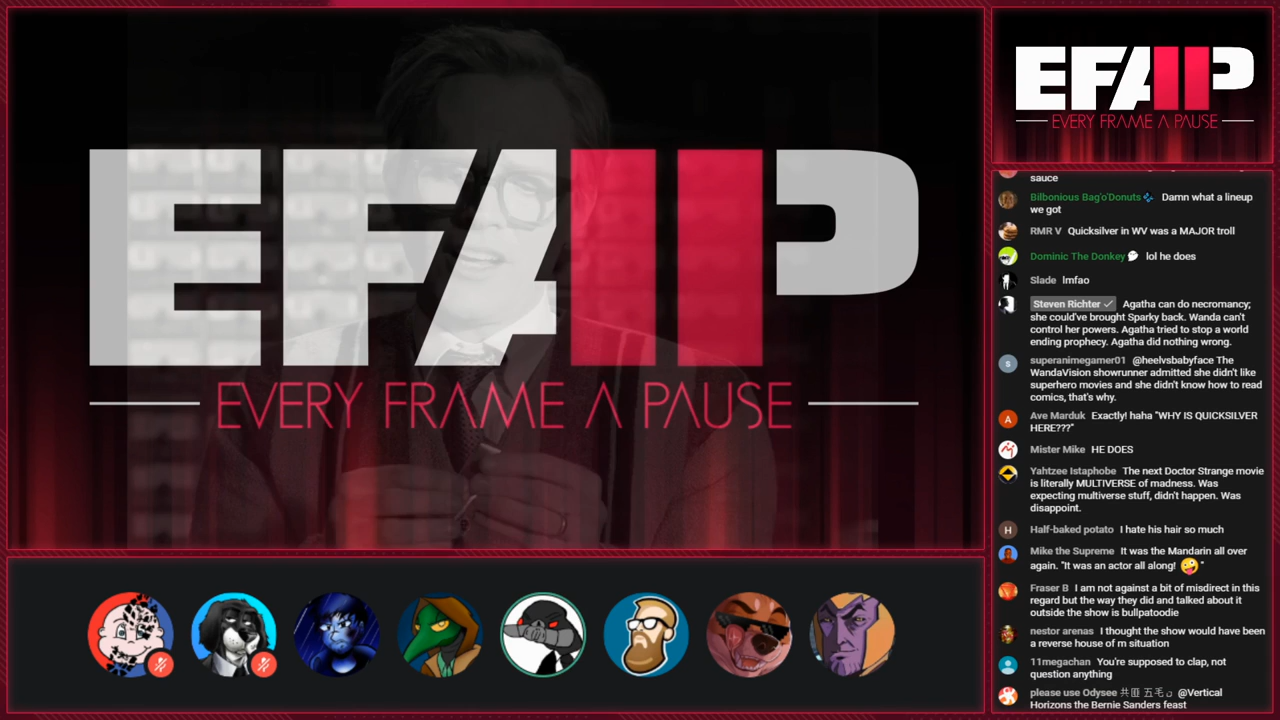 EFAP
EVERY FRAME A PAUSE
EFAP
EVERY FRAME A PAUSE
sauce
Bilbonious Bag'o'Donuts Damn what a lineup
we got
RMR V Quicksilver in WV was a MAJOR troll
Dominic The Donkey lol he does
Slade lmfao
Steven Richter Agatha can do necromancy;
she could've brought Sparky back. Wanda can't
control her powers. Agatha tried to stop a world
ending prophecy. Agatha did nothing wrong.
superanimegamer01 @heelvsbabyface The
WandaVision showrunner admitted she didn't like
superhero movies and she didn't know how to read
comics, that's why.
Ave Marduk Exactly! haha "WHY IS QUICKSILVER
HERE???"
Mister Mike HE DOES
Yahtzee Istaphobe The next Doctor Strange movie
is literally MULTIVERSE of madness. Was
expecting multiverse stuff, didn't happen. Was
disappoint.
Half-baked potato I hate his hair so much
Mike the Supreme It was the Mandarin all over
again. "It was an actor all along! 🤪 "
Fraser B I am not against a bit of misdirect in this
regard but the way they did and talked about it
outside the show is bullpatoodie
nestor arenas I thought the show would have been
a reverse house of m situation
11megachan You're supposed to clap, not
question anything
please use Odysee 共匪 五毛 @Vertical
Horizons the Bernie Sanders feast